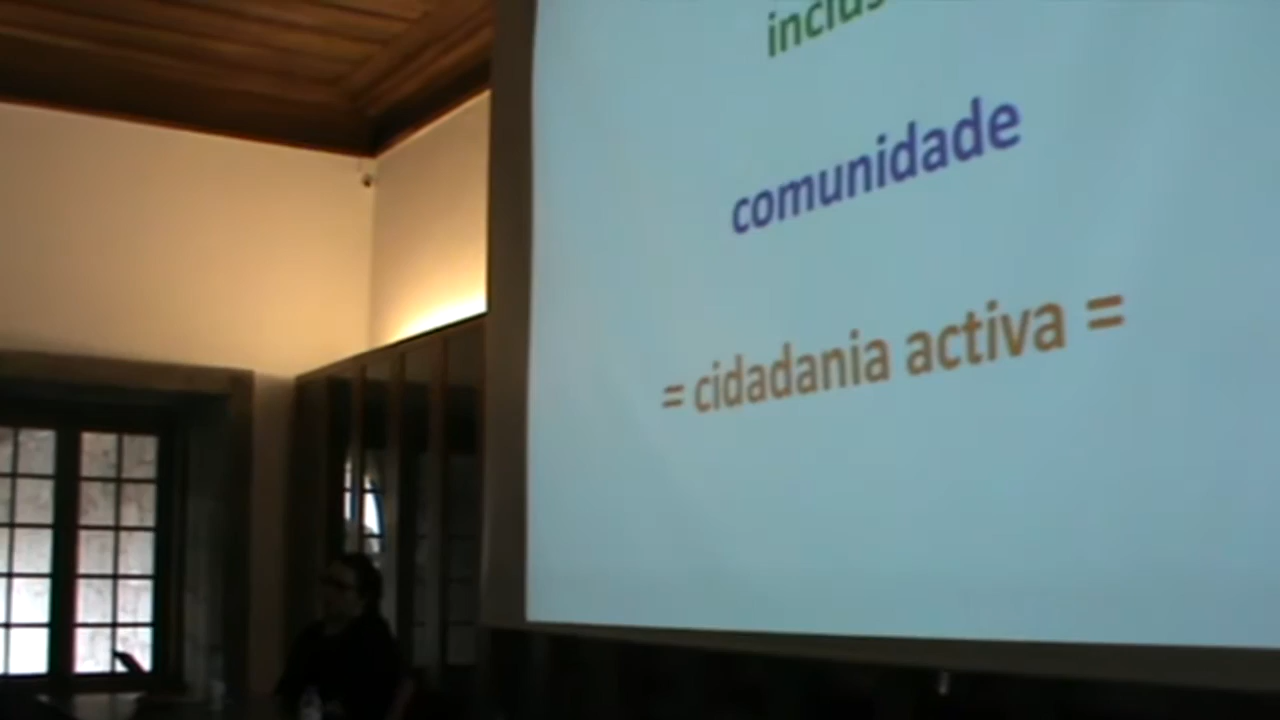 comunidade
= cidadania activa =